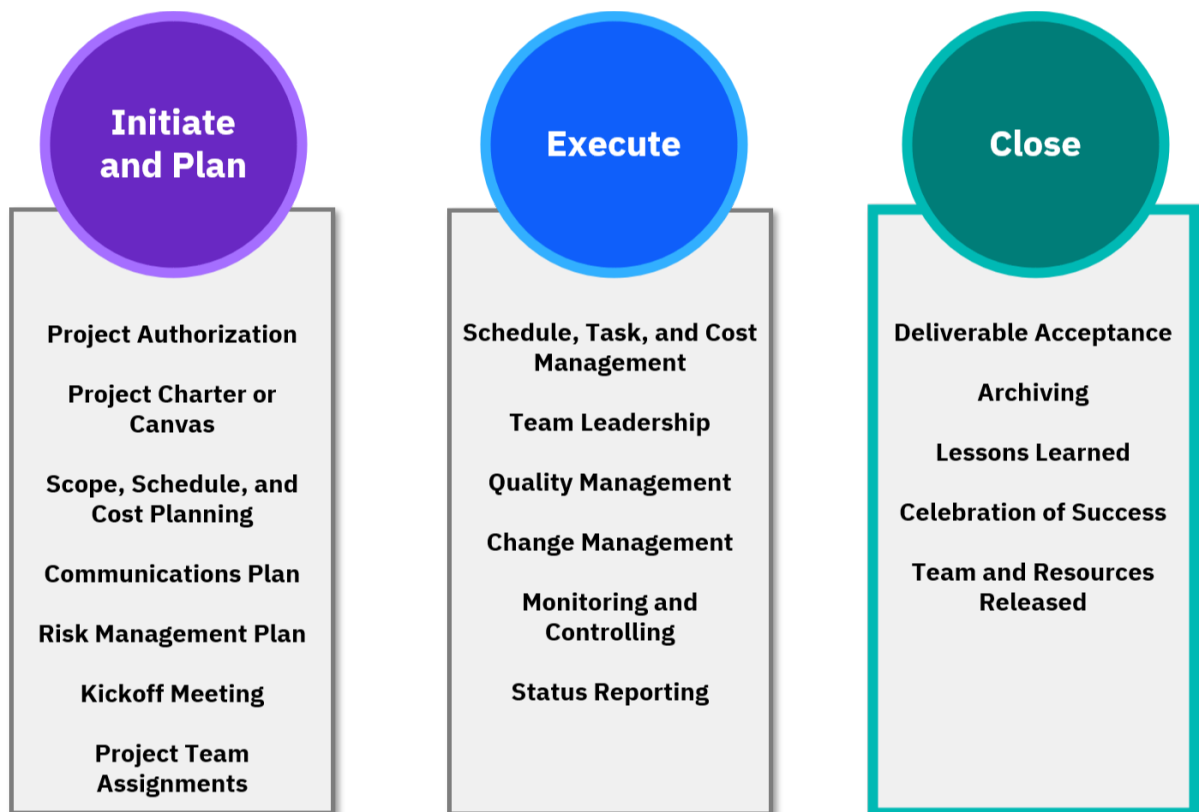 Initiate
and Plan
Project Authorization
Project Charter or
Canvas
Scope, Schedule, and
Cost Planning
Communications Plan
Risk Management Plan
Kickoff Meeting
Project Team
Assignments
Execute
Schedule, Task, and Cost
Management
Team Leadership
Quality Management
Change Management
Monitoring and
Controlling
Status Reporting
Close
Deliverable Acceptance
Archiving
Lessons Learned
Celebration of Success
Team and Resources
Released